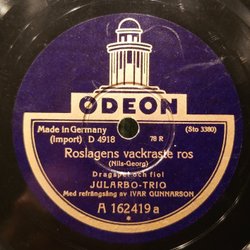 ODEON
Made in Germany (Sto 3380)
(Import) D 4918 78 R
Roslagens vackraste ros
(Nils-Georg)
Dragspel och fiol
JULARBO-TRIO
Med refrängsång av IVAR GUNNARSON
A 162419a